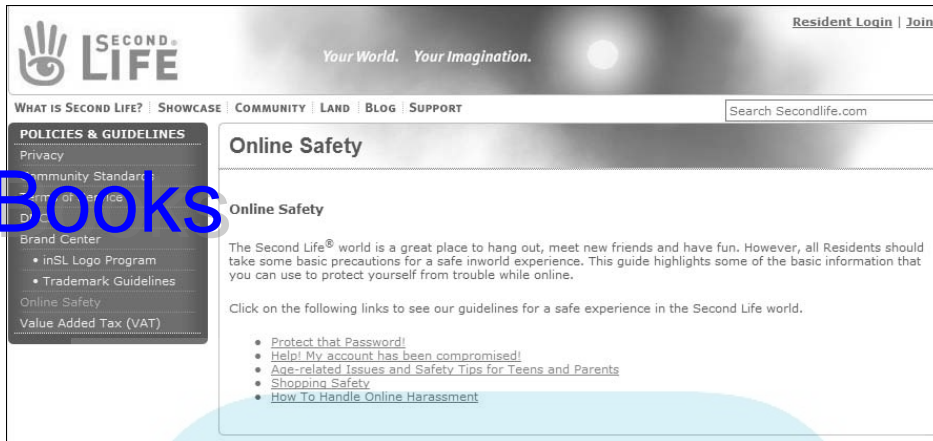 Resident Login | Join
SECOND®
LIFE
Your World. Your Imagination.
WHAT IS SECOND LIFE? SHOWCASE COMMUNITY LAND BLOG SUPPORT
Search Secondlife.com
POLICIES & GUIDELINES
Privacy
Community Standards
Terms of Service
Books
Brand Center
• inSL Logo Program
• Trademark Guidelines
Online Safety
Value Added Tax (VAT)
Online Safety
Online Safety
The Second Life® world is a great place to hang out, meet new friends and have fun. However, all Residents should
take some basic precautions for a safe inworld experience. This guide highlights some of the basic information that
you can use to protect yourself from trouble while online.
Click on the following links to see our guidelines for a safe experience in the Second Life world.
• Protect that Password!
• Help! My account has been compromised!
• Age-related Issues and Safety Tips for Teens and Parents
• Shopping Safety
• How To Handle Online Harassment